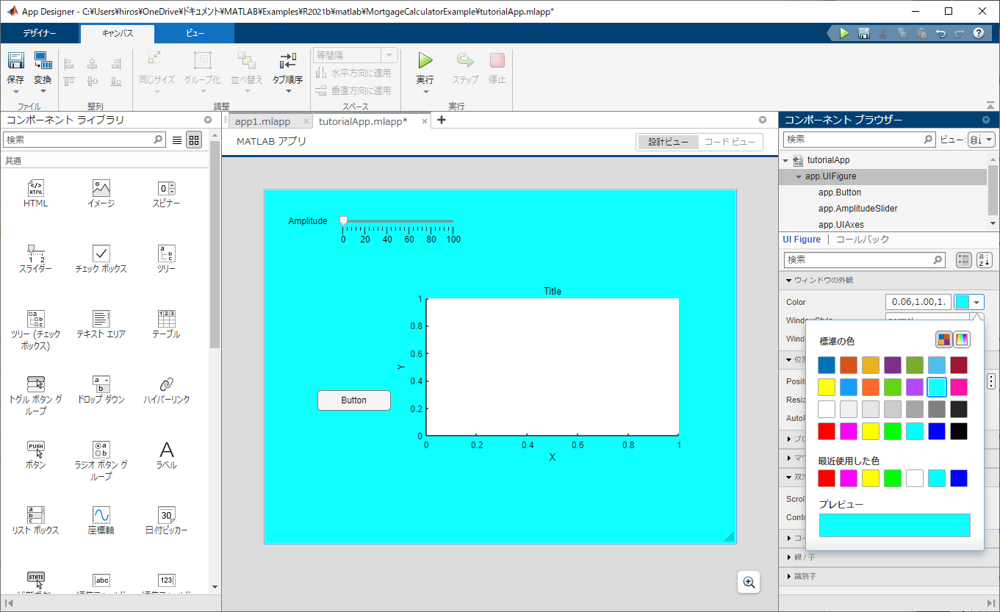 App Designer - C:¥Users¥hiros¥OneDrive¥ドキュメント¥MATLAB¥Examples¥R2021b¥matlab¥MortgageCalculatorExample¥tutorialApp.mlapp*
デザイナー キャンバス ビュー
保存 変換 同じサイズ グループ化 並べ替え タブ順序 等間隔 水平方向に適用 垂直方向に適用 実行 ステップ 停止
ファイル 整列 調整 スペース 実行
コンポーネント ライブラリ
検索
共通
HTML イメージ スピナー
スライダー チェック ボックス ツリー
ツリー (チェック ボックス) テキスト エリア テーブル
トグル ボタン グループ ドロップ ダウン ハイパーリンク
ボタン ラジオ ボタン グループ ラベル
リスト ボックス 座標軸 日付ピッカー
app1.mlapp tutorialApp.mlapp*
MATLAB アプリ 設計ビュー コード ビュー
Amplitude
0 20 40 60 80 100
Title
1
0.8
0.6
Y
0.4
0.2
0
0 0.2 0.4 0.6 0.8 1
X
Button
コンポーネント ブラウザー
検索 ビュー:
tutorialApp
app.UIFigure
app.Button
app.AmplitudeSlider
app.UIAxes
UI Figure コールバック
検索
ウィンドウの外観
Color 0.06,1.00,1.
標準の色
最近使用した色
プレビュー
親 / 子
識別子